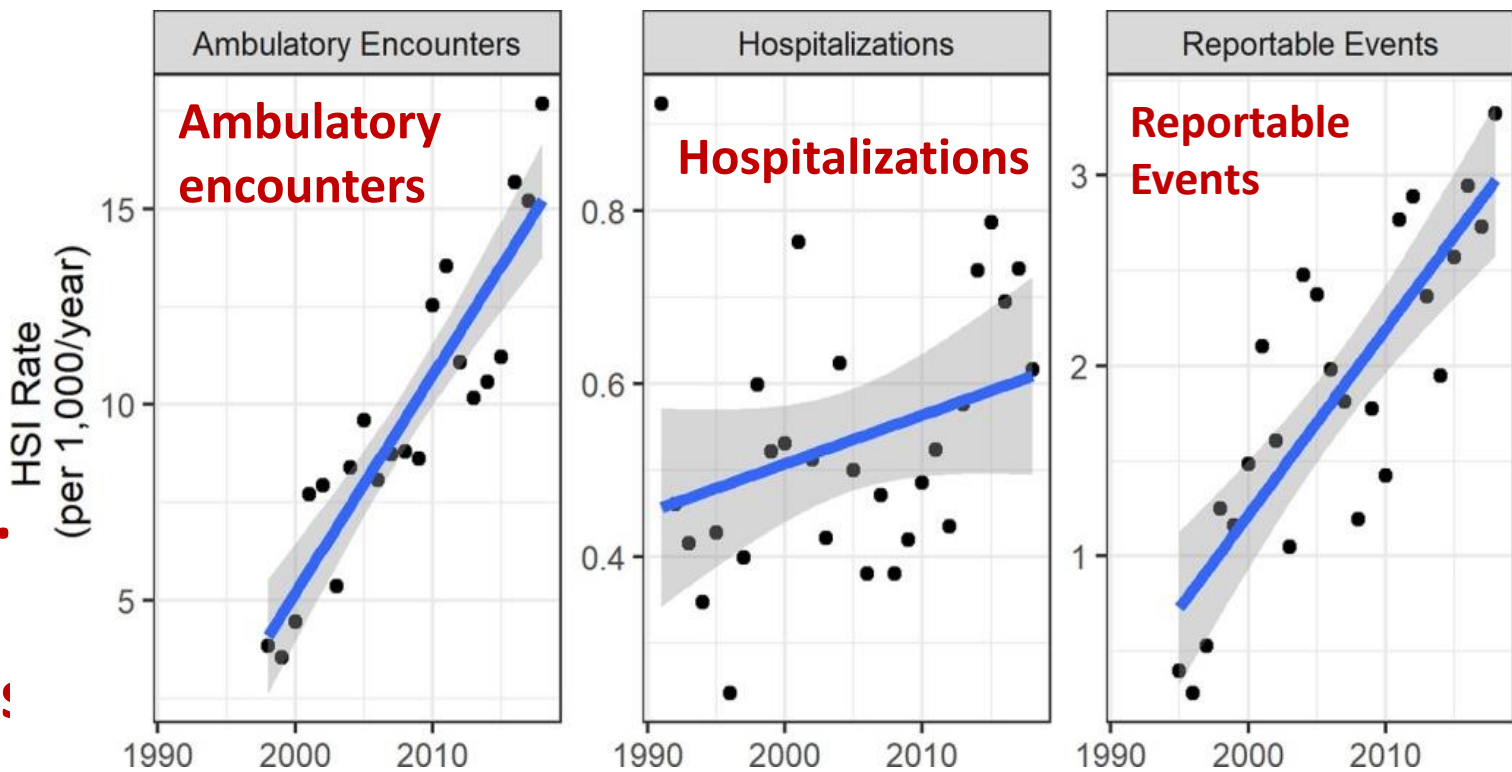 Ambulatory Encounters
Hospitalizations
Reportable Events
Ambulatory
encounters
Hospitalizations
Reportable
Events
HSI Rate
(per 1,000/year)
15
10
5
0.8
0.6
0.4
3
2
1
1990
2000
2010
1990
2000
2010
1990
2000
2010